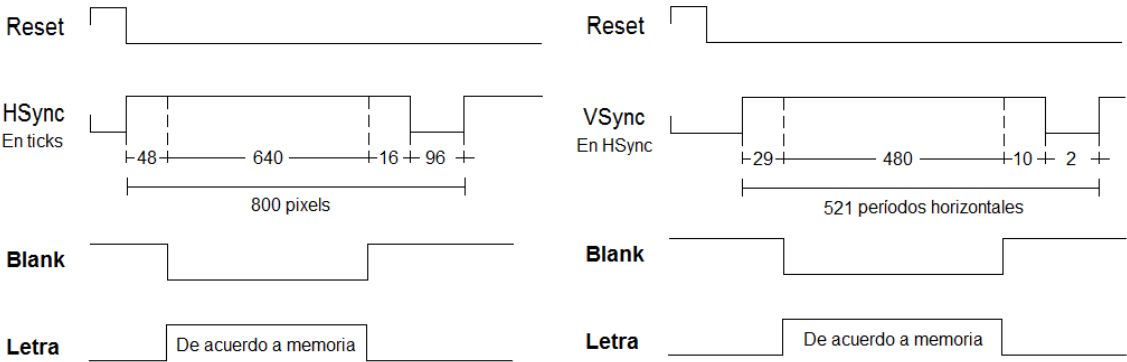 Reset
HSync
En ticks
48 640 16 96
800 pixels
Blank
Letra
De acuerdo a memoria
Reset
VSync
En HSync
29 480 10 2
521 períodos horizontales
Blank
Letra
De acuerdo a memoria